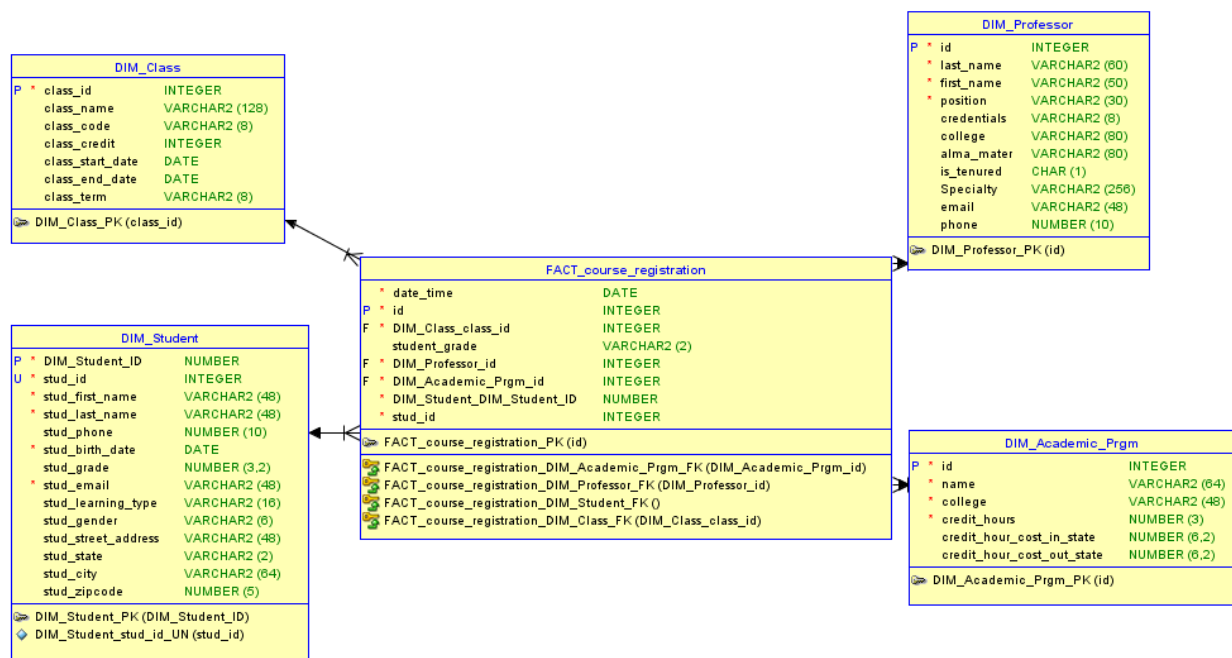 DIM_Class
P * class_id INTEGER
class_name VARCHAR2 (128)
class_code VARCHAR2 (8)
class_credit INTEGER
class_start_date DATE
class_end_date DATE
class_term VARCHAR2 (8)
DIM_Class_PK (class_id)
DIM_Professor
P * id INTEGER
* last_name VARCHAR2 (60)
* first_name VARCHAR2 (50)
* position VARCHAR2 (30)
credentials VARCHAR2 (8)
college VARCHAR2 (80)
alma_mater VARCHAR2 (80)
is_tenured CHAR (1)
Specialty VARCHAR2 (256)
email VARCHAR2 (48)
phone NUMBER (10)
DIM_Professor_PK (id)
FACT_course_registration
* date_time DATE
P * id INTEGER
F * DIM_Class_class_id INTEGER
student_grade VARCHAR2 (2)
F * DIM_Professor_id INTEGER
F * DIM_Academic_Prgm_id INTEGER
* DIM_Student_DIM_Student_ID NUMBER
* stud_id INTEGER
FACT_course_registration_PK (id)
FACT_course_registration_DIM_Academic_Prgm_FK (DIM_Academic_Prgm_id)
FACT_course_registration_DIM_Professor_FK (DIM_Professor_id)
FACT_course_registration_DIM_Student_FK ()
FACT_course_registration_DIM_Class_FK (DIM_Class_class_id)
DIM_Student
P * DIM_Student_ID NUMBER
U * stud_id INTEGER
* stud_first_name VARCHAR2 (48)
* stud_last_name VARCHAR2 (48)
stud_phone NUMBER (10)
* stud_birth_date DATE
stud_grade NUMBER (3,2)
* stud_email VARCHAR2 (48)
stud_learning_type VARCHAR2 (16)
stud_gender VARCHAR2 (6)
stud_street_address VARCHAR2 (48)
stud_state VARCHAR2 (2)
stud_city VARCHAR2 (64)
stud_zipcode NUMBER (5)
DIM_Student_PK (DIM_Student_ID)
DIM_Student_stud_id_UN (stud_id)
DIM_Academic_Prgm
P * id INTEGER
* name VARCHAR2 (64)
* college VARCHAR2 (48)
* credit_hours NUMBER (3)
credit_hour_cost_in_state NUMBER (6,2)
credit_hour_cost_out_state NUMBER (6,2)
DIM_Academic_Prgm_PK (id)